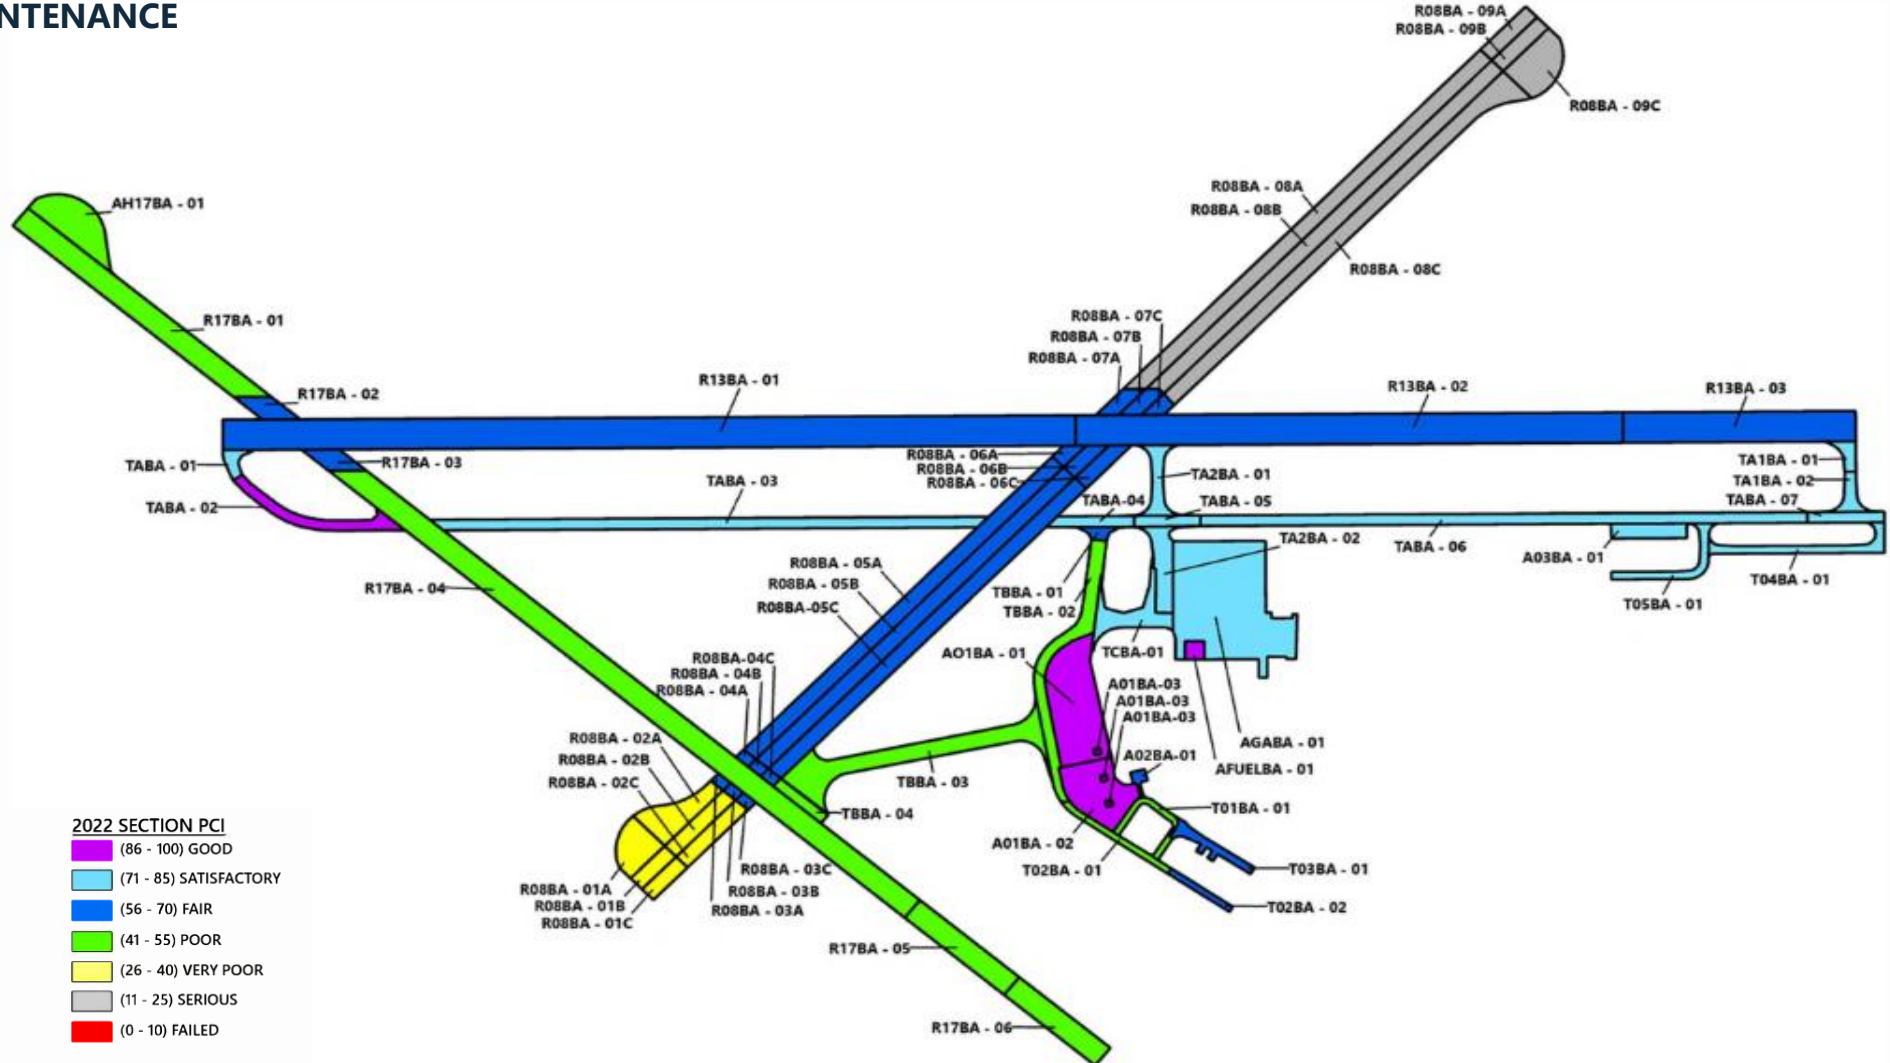 NTENANCE
R08BA - 09A
R08BA - 09B
R08BA - 09C
R08BA - 08A
R08BA - 08B
R08BA - 08C
AH17BA - 01
R17BA - 01
R08BA - 07C
R08BA - 07B
R08BA - 07A
R17BA - 02
R13BA - 01
R13BA - 02
R13BA - 03
TABA - 01
R17BA - 03
R08BA - 06A
R08BA - 06B
R08BA - 06C
TABA - 02
TABA - 03
TABA-04
TA2BA - 01
TABA - 05
TA1BA - 01
TA1BA - 02
TABA - 07
TA2BA - 02
TABA - 06
A03BA - 01
T04BA - 01
T05BA - 01
R17BA - 04
R08BA - 05A
R08BA - 05B
R08BA-05C
TBBA - 01
TBBA - 02
AO1BA - 01
TCBA-01
R08BA-04C
R08BA - 04B
R08BA - 04A
A01BA-03
A01BA-03
A01BA-03
R08BA - 02A
R08BA - 02B
R08BA - 02C
TBBA - 03
TBBA - 04
A02BA-01
AGABA - 01
AFUELBA - 01
T01BA - 01
A01BA - 02
T02BA - 01
T03BA - 01
T02BA - 02
R08BA - 03C
R08BA - 03B
R08BA - 03A
R08BA - 01A
R08BA - 01B
R08BA - 01C
R17BA - 05
R17BA - 06
2022 SECTION PCI
(86 - 100) GOOD
(71 - 85) SATISFACTORY
(56 - 70) FAIR
(41 - 55) POOR
(26 - 40) VERY POOR
(11 - 25) SERIOUS
(0 - 10) FAILED